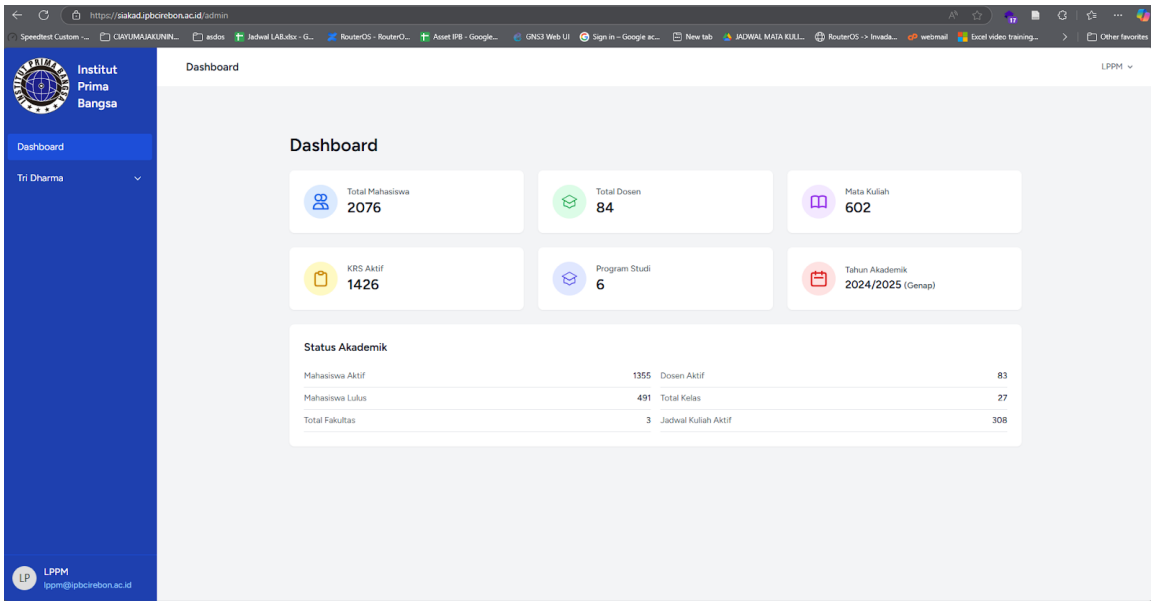 https://siakad.ipbcirebon.ac.id/admin
17
Speedtest Custom -... CIAYUMAJAKUNIN... asdos Jadwal LAB.xlsx - G... RouterOS - RouterO... Asset IPB - Google... GNS3 Web UI Sign in – Google ac... New tab JADWAL MATA KULI... RouterOS -> Invada... webmail Excel video training... Other favorites
Institut
Prima
Bangsa
Dashboard
LPPM
Dashboard
Tri Dharma
Dashboard
Total Mahasiswa
2076
Total Dosen
84
Mata Kuliah
602
KRS Aktif
1426
Program Studi
6
Tahun Akademik
2024/2025 (Genap)
Status Akademik
Mahasiswa Aktif 1355 Dosen Aktif 83
Mahasiswa Lulus 491 Total Kelas 27
Total Fakultas 3 Jadwal Kuliah Aktif 308
LP
LPPM
lppm@ipbcirebon.ac.id